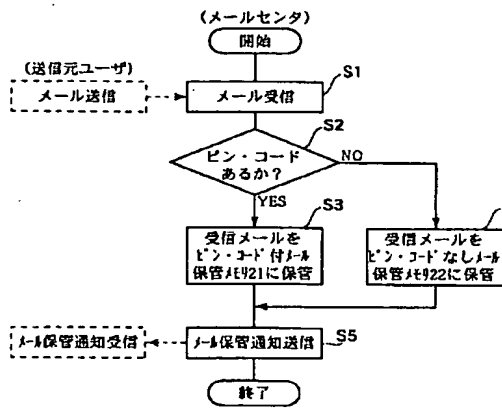 (メールセンタ)
開始
(送信元ユーザ)
メール送信
メール受信
S1
S2
ピン・コード
あるか?
NO
YES
S3
受信メールを
ピン・コード付メール
保管メモリ21に保管
受信メールを
ピン・コードなしメール
保管メモリ22に保管
メール保管通知受信
メール保管通知送信
S5
終了